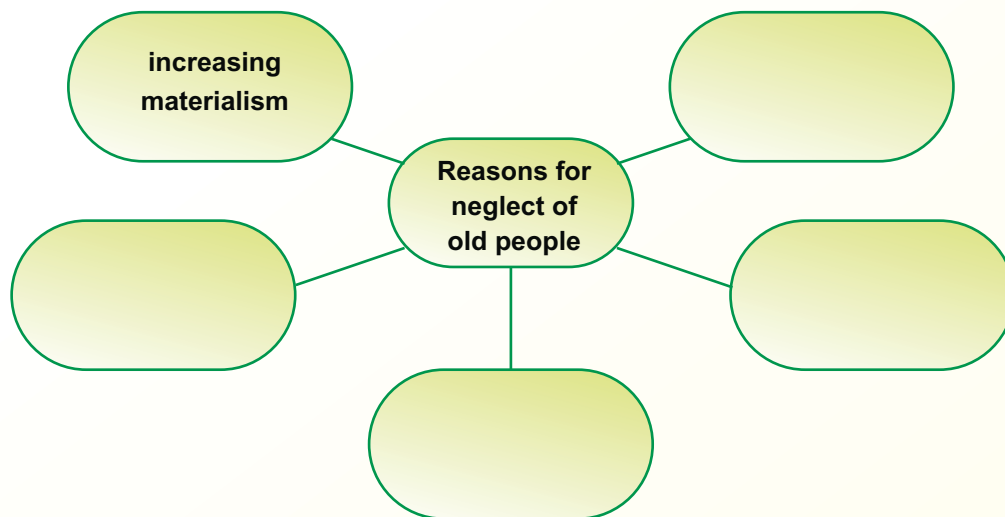 increasing
materialism
Reasons for
neglect of
old people